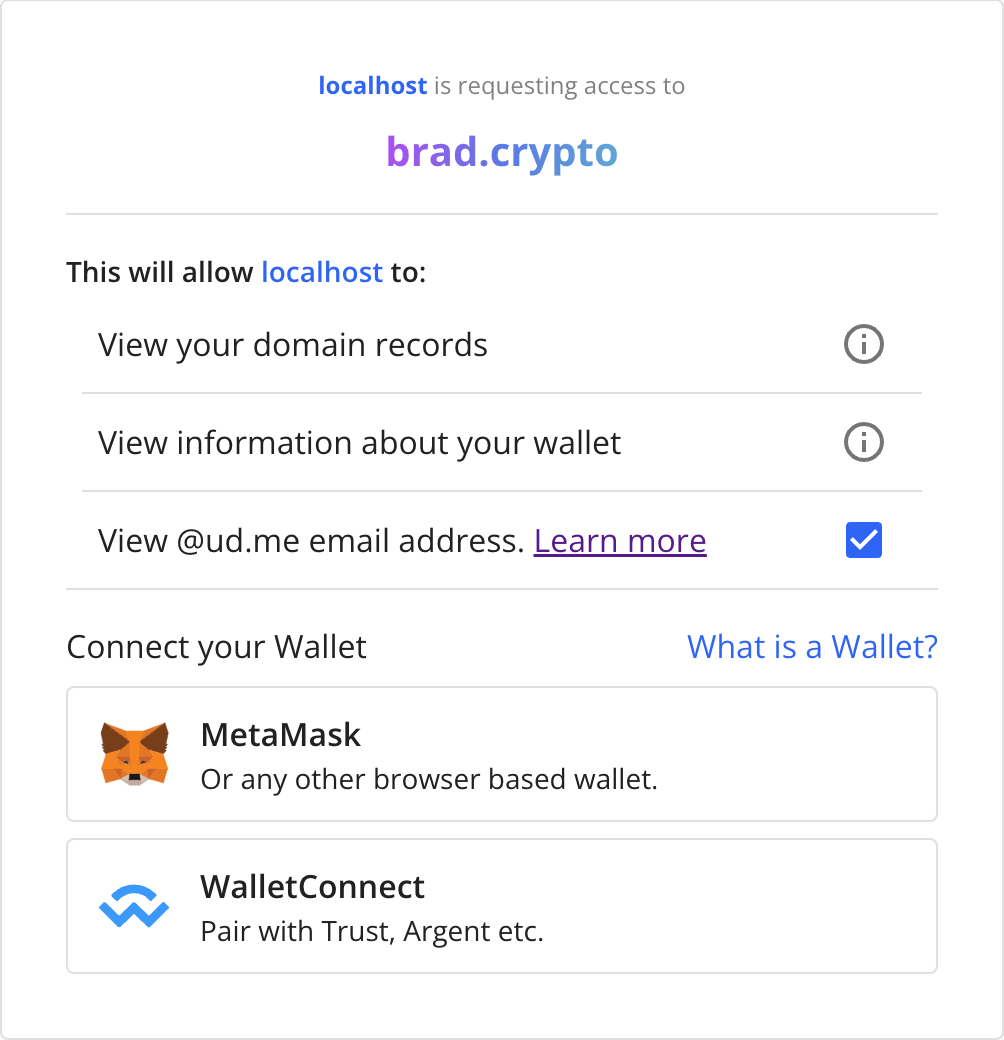 localhost is requesting access to
brad.crypto
This will allow localhost to:
View your domain records
View information about your wallet
View @ud.me email address. Learn more
Connect your Wallet What is a Wallet?
MetaMask
Or any other browser based wallet.
WalletConnect
Pair with Trust, Argent etc.